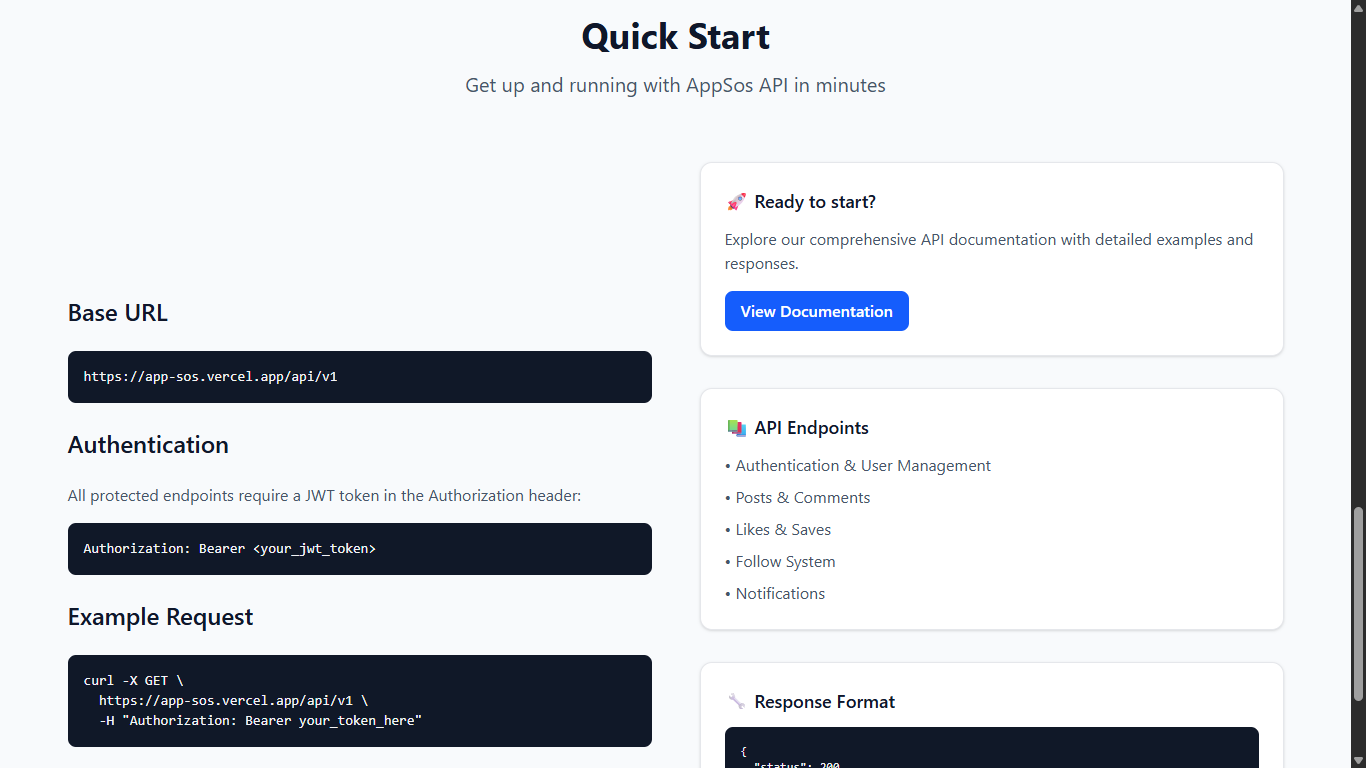 Quick Start
Get up and running with AppSos API in minutes
Base URL
https://app-sos.vercel.app/api/v1
Authentication
All protected endpoints require a JWT token in the Authorization header:
Authorization: Bearer <your_jwt_token>
Example Request
curl -X GET \
  https://app-sos.vercel.app/api/v1 \
  -H "Authorization: Bearer your_token_here"
🚀 Ready to start?
Explore our comprehensive API documentation with detailed examples and
responses.
View Documentation
📚 API Endpoints
• Authentication & User Management
• Posts & Comments
• Likes & Saves
• Follow System
• Notifications
🔧 Response Format
{
  "status": 200